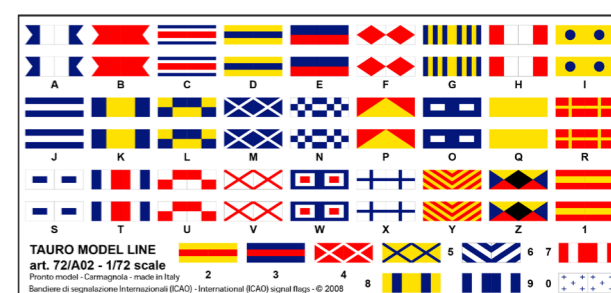 A B C D E F G H I
J K L M N P O Q R
S T U V W X Y Z 1
TAURO MODEL LINE
art. 72/A02 - 1/72 scale
Pronto model - Carmagnola - made in Italy
Bandiere di segnalazione Internazionali (ICAO) - International (ICAO) signal flags - © 2008
2 3 4 5 6 7
8 9 0